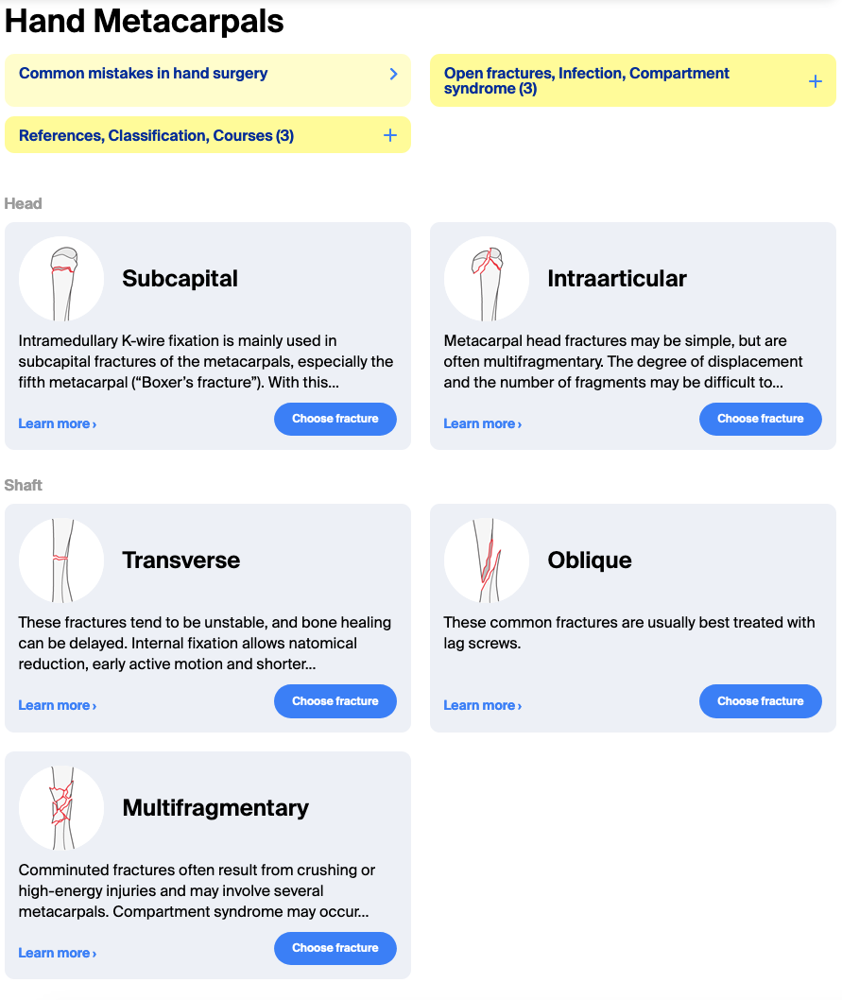 Hand Metacarpals
Common mistakes in hand surgery
Open fractures, Infection, Compartment
syndrome (3)
References, Classification, Courses (3)
Head
Subcapital
Intramedullary K-wire fixation is mainly used in
subcapital fractures of the metacarpals, especially the
fifth metacarpal (“Boxer’s fracture”). With this...
Learn more ›
Choose fracture
Intraarticular
Metacarpal head fractures may be simple, but are
often multifragmentary. The degree of displacement
and the number of fragments may be difficult to...
Learn more ›
Choose fracture
Shaft
Transverse
These fractures tend to be unstable, and bone healing
can be delayed. Internal fixation allows natomical
reduction, early active motion and shorter...
Learn more ›
Choose fracture
Oblique
These common fractures are usually best treated with
lag screws.
Learn more ›
Choose fracture
Multifragmentary
Comminuted fractures often result from crushing or
high-energy injuries and may involve several
metacarpals. Compartment syndrome may occur...
Learn more ›
Choose fracture